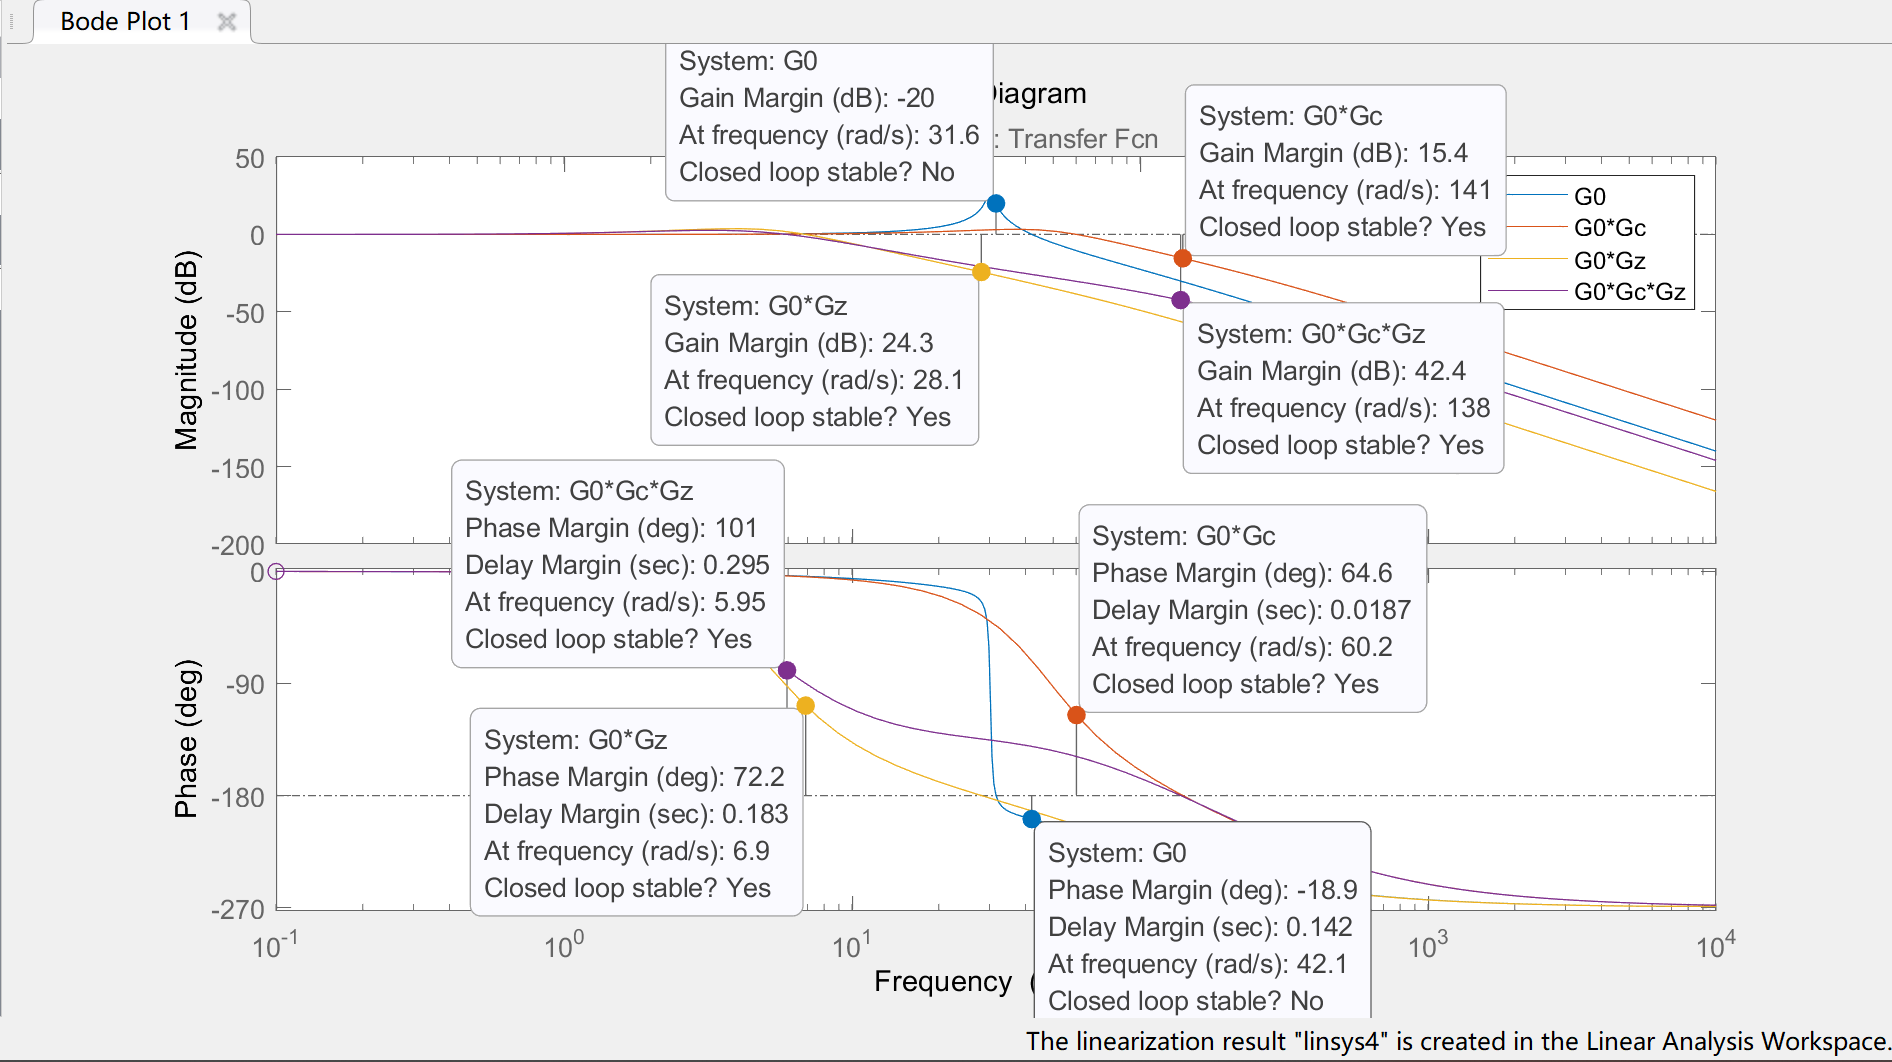 Bode Plot 1
System: G0
Gain Margin (dB): -20
At frequency (rad/s): 31.6
Closed loop stable? No
iagram
: Transfer Fcn
System: G0*Gc
Gain Margin (dB): 15.4
At frequency (rad/s): 141
Closed loop stable? Yes
G0
G0*Gc
G0*Gz
G0*Gc*Gz
Magnitude (dB)
50
0
-50
-100
-150
-200
System: G0*Gz
Gain Margin (dB): 24.3
At frequency (rad/s): 28.1
Closed loop stable? Yes
System: G0*Gc*Gz
Gain Margin (dB): 42.4
At frequency (rad/s): 138
Closed loop stable? Yes
System: G0*Gc*Gz
Phase Margin (deg): 101
Delay Margin (sec): 0.295
At frequency (rad/s): 5.95
Closed loop stable? Yes
System: G0*Gc
Phase Margin (deg): 64.6
Delay Margin (sec): 0.0187
At frequency (rad/s): 60.2
Closed loop stable? Yes
Phase (deg)
0
-90
-180
-270
System: G0*Gz
Phase Margin (deg): 72.2
Delay Margin (sec): 0.183
At frequency (rad/s): 6.9
Closed loop stable? Yes
System: G0
Phase Margin (deg): -18.9
Delay Margin (sec): 0.142
At frequency (rad/s): 42.1
Closed loop stable? No
10⁻¹ 10⁰ 10¹ 10³ 10⁴
Frequency (
The linearization result "linsys4" is created in the Linear Analysis Workspace.